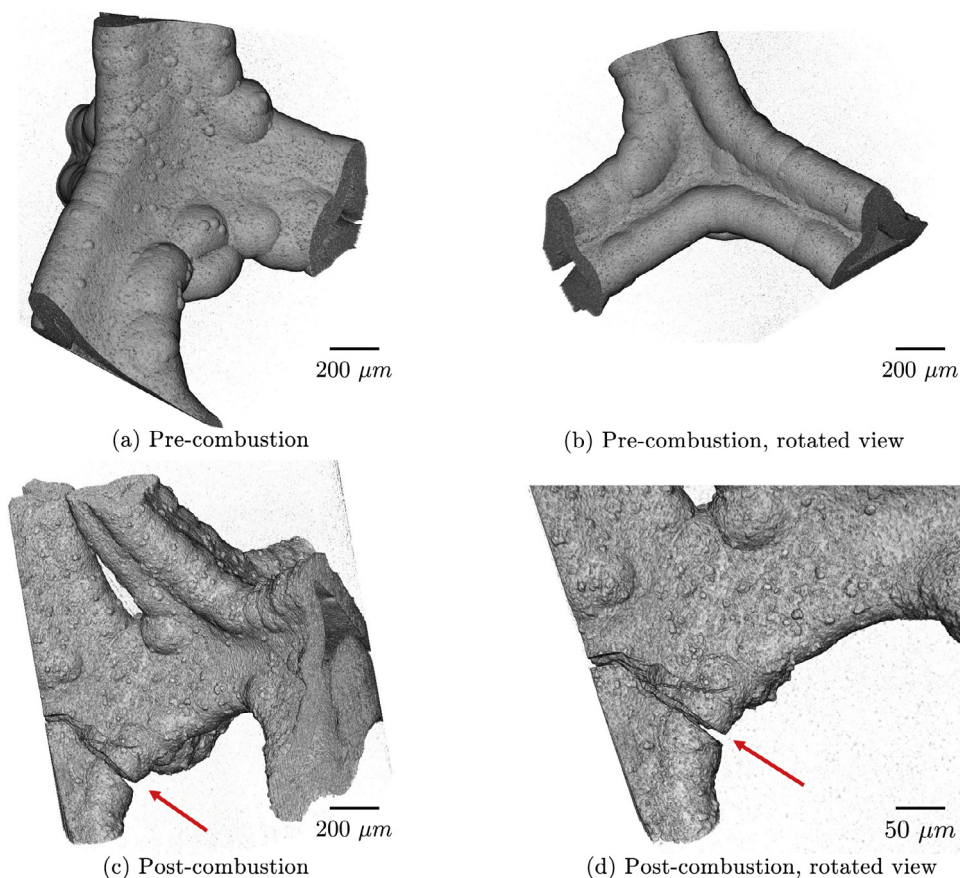 200 μm
200 μm
(a) Pre-combustion
(b) Pre-combustion, rotated view
200 μm
50 μm
(c) Post-combustion
(d) Post-combustion, rotated view